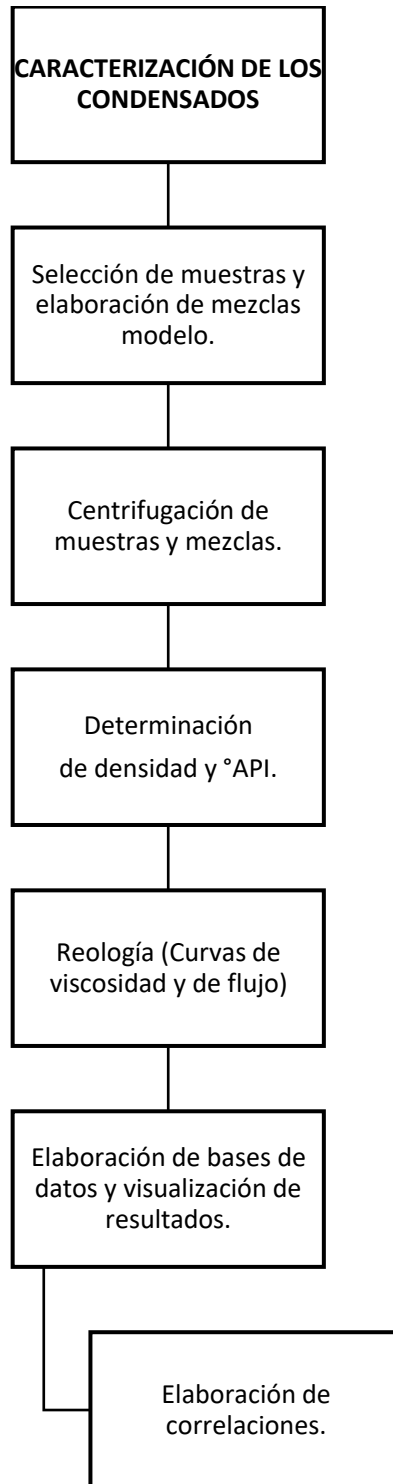 CARACTERIZACIÓN DE LOS
CONDENSADOS
Selección de muestras y
elaboración de mezclas
modelo.
Centrifugación de
muestras y mezclas.
Determinación
de densidad y °API.
Reología (Curvas de
viscosidad y de flujo)
Elaboración de bases de
datos y visualización de
resultados.
Elaboración de
correlaciones.